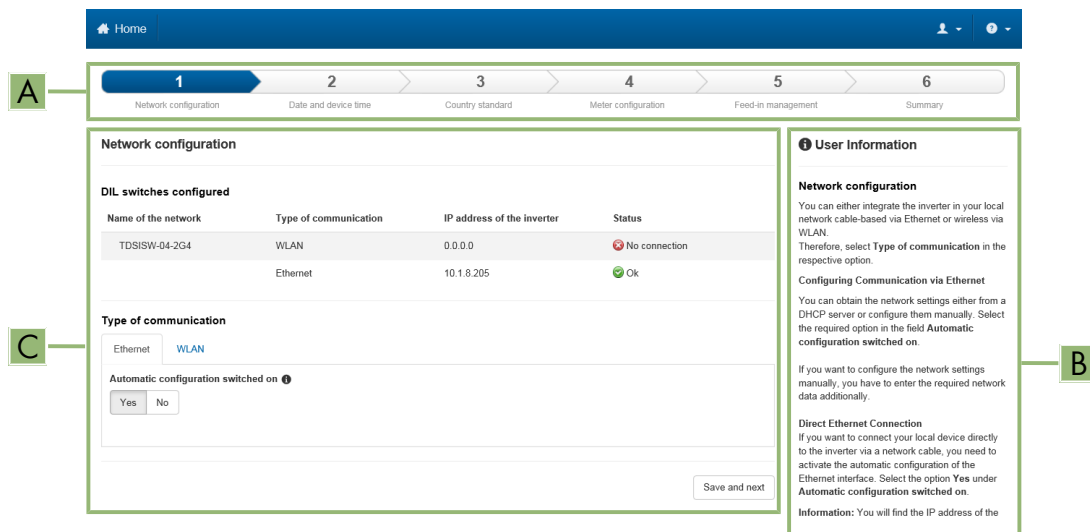 Home
A
1 2 3 4 5 6
Network configuration Date and device time Country standard Meter configuration Feed-in management Summary
C
Network configuration
DIL switches configured
Name of the network Type of communication IP address of the inverter Status
TDSISW-04-2G4 WLAN 0.0.0.0 No connection
Ethernet 10.1.8.205 Ok
Type of communication
Ethernet WLAN
Automatic configuration switched on
Yes No
Save and next
B
User Information
Network configuration
You can either integrate the inverter in your local
network cable-based via Ethernet or wireless via
WLAN.
Therefore, select Type of communication in the
respective option.
Configuring Communication via Ethernet
You can obtain the network settings either from a
DHCP server or configure them manually. Select
the required option in the field Automatic
configuration switched on.
If you want to configure the network settings
manually, you have to enter the required network
data additionally.
Direct Ethernet Connection
If you want to connect your local device directly
to the inverter via a network cable, you need to
activate the automatic configuration of the
Ethernet interface. Select the option Yes under
Automatic configuration switched on.
Information: You will find the IP address of the